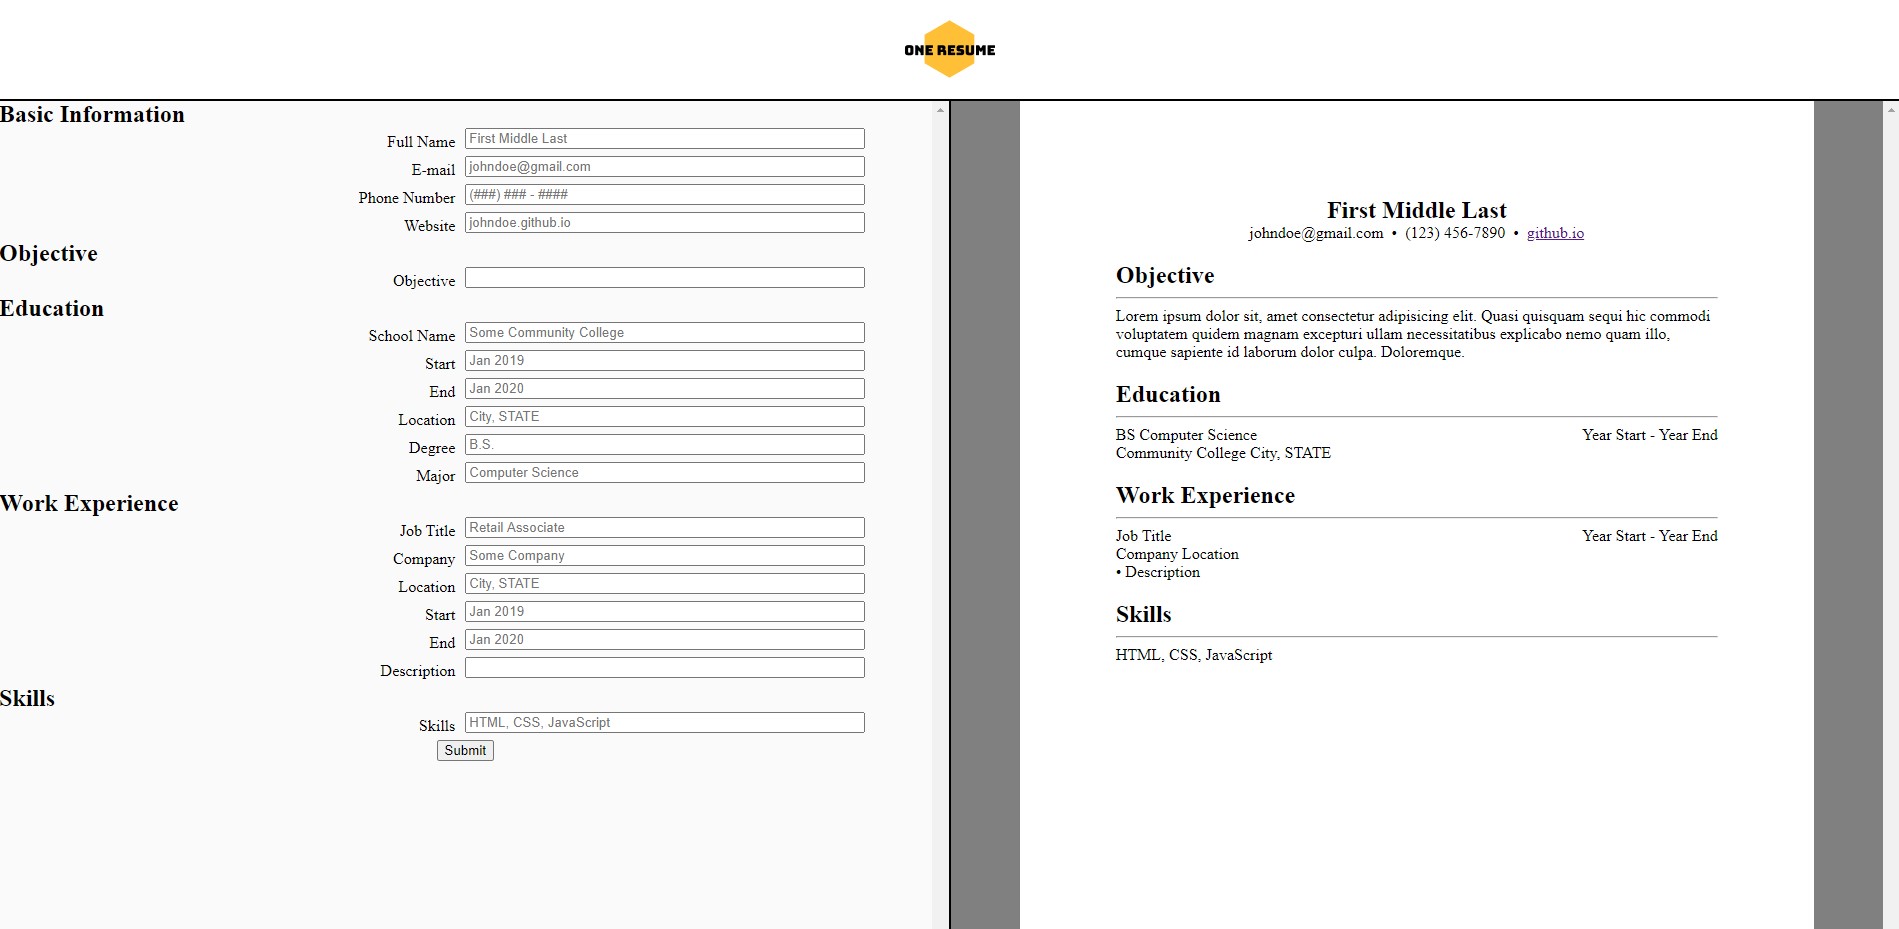 ONE RESUME
Basic Information
Full Name First Middle Last
E-mail johndoe@gmail.com
Phone Number (###) ### - ####
Website johndoe.github.io
Objective
Objective
Education
School Name Some Community College
Start Jan 2019
End Jan 2020
Location City, STATE
Degree B.S.
Major Computer Science
Work Experience
Job Title Retail Associate
Company Some Company
Location City, STATE
Start Jan 2019
End Jan 2020
Description
Skills
Skills HTML, CSS, JavaScript
Submit
First Middle Last
johndoe@gmail.com • (123) 456-7890 • github.io
Objective
Lorem ipsum dolor sit, amet consectetur adipisicing elit. Quasi quisquam sequi hic commodi
voluptatem quidem magnam excepturi ullam necessitatibus explicabo nemo quam illo,
cumque sapiente id laborum dolor culpa. Doloremque.
Education
BS Computer Science Year Start - Year End
Community College City, STATE
Work Experience
Job Title Year Start - Year End
Company Location
• Description
Skills
HTML, CSS, JavaScript